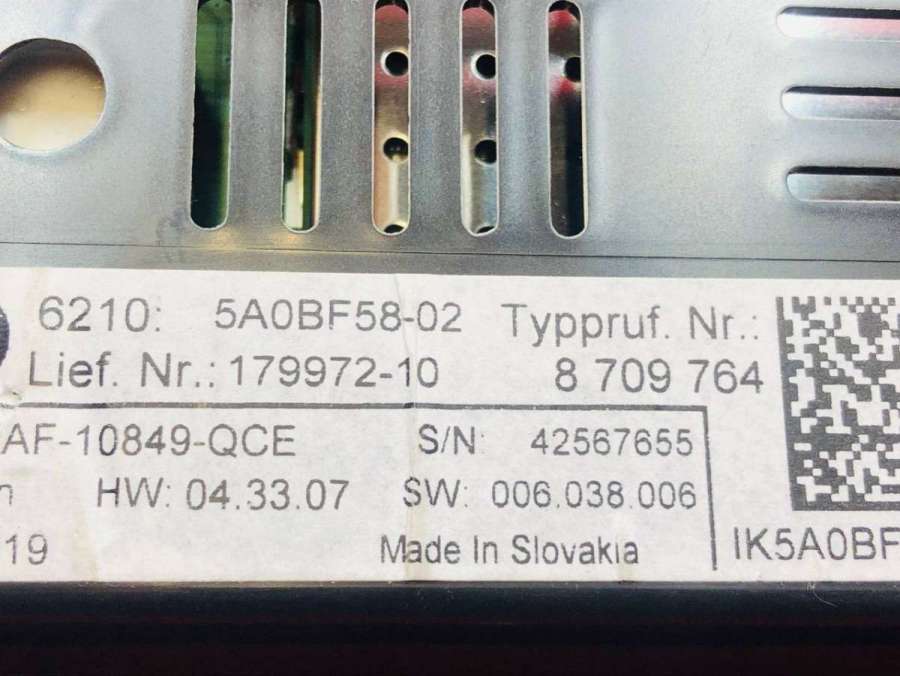 6210: 5A0BF58-02 Typpruf. Nr.:
Lief. Nr.: 179972-10 8 709 764
AF-10849-QCE S/N: 42567655
HW: 04.33.07 SW: 006.038.006
19 Made In Slovakia IK5A0BF